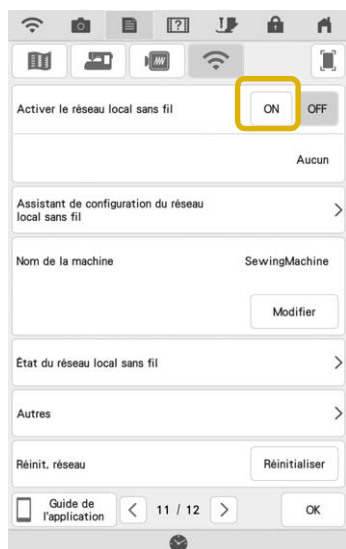 Activer le réseau local sans fil ON OFF
Aucun
Assistant de configuration du réseau
local sans fil
Nom de la machine SewingMachine
Modifier
État du réseau local sans fil
Autres
Réinit. réseau Réinitialiser
Guide de
l'application
11 / 12
OK